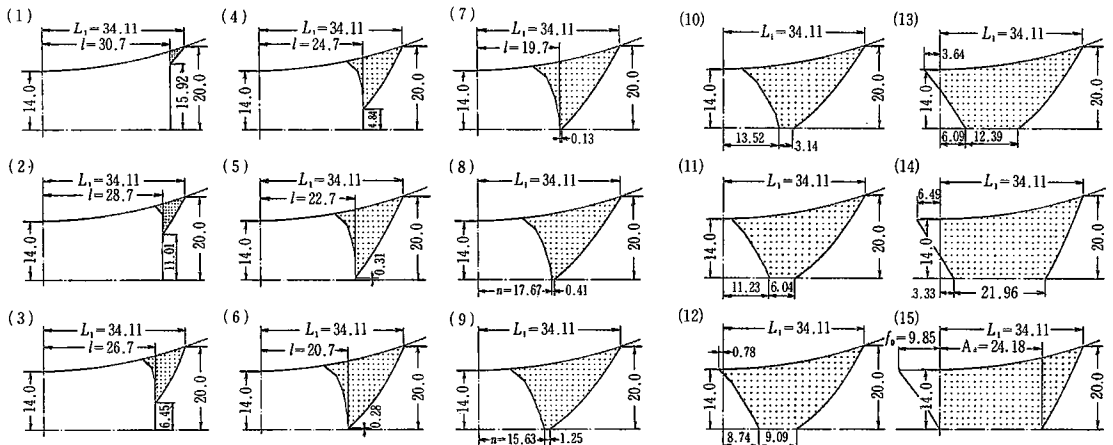 (1)
L₁=34.11
l=30.7
14.0
15.92
20.0
(2)
L₁=34.11
l=28.7
14.0
11.01
20.0
(3)
L₁=34.11
l=26.7
14.0
6.45
20.0
(4)
L₁=34.11
l=24.7
14.0
4.84
20.0
(5)
L₁=34.11
l=22.7
14.0
0.31
20.0
(6)
L₁=34.11
l=20.7
14.0
0.28
20.0
(7)
L₁=34.11
l=19.7
14.0
0.13
20.0
(8)
L₁=34.11
14.0
n=17.67
0.41
20.0
(9)
L₁=34.11
14.0
n=15.63
1.25
20.0
(10)
L₁=34.11
14.0
13.52
3.14
20.0
(11)
L₁=34.11
14.0
11.23
6.04
20.0
(12)
L₁=34.11
0.78
14.0
8.74
9.09
20.0
(13)
L₁=34.11
3.64
14.0
6.09
12.39
20.0
(14)
L₁=34.11
6.49
14.0
3.33
21.96
20.0
(15)
L₁=34.11
=9.85
=24.18
14.0
20.0